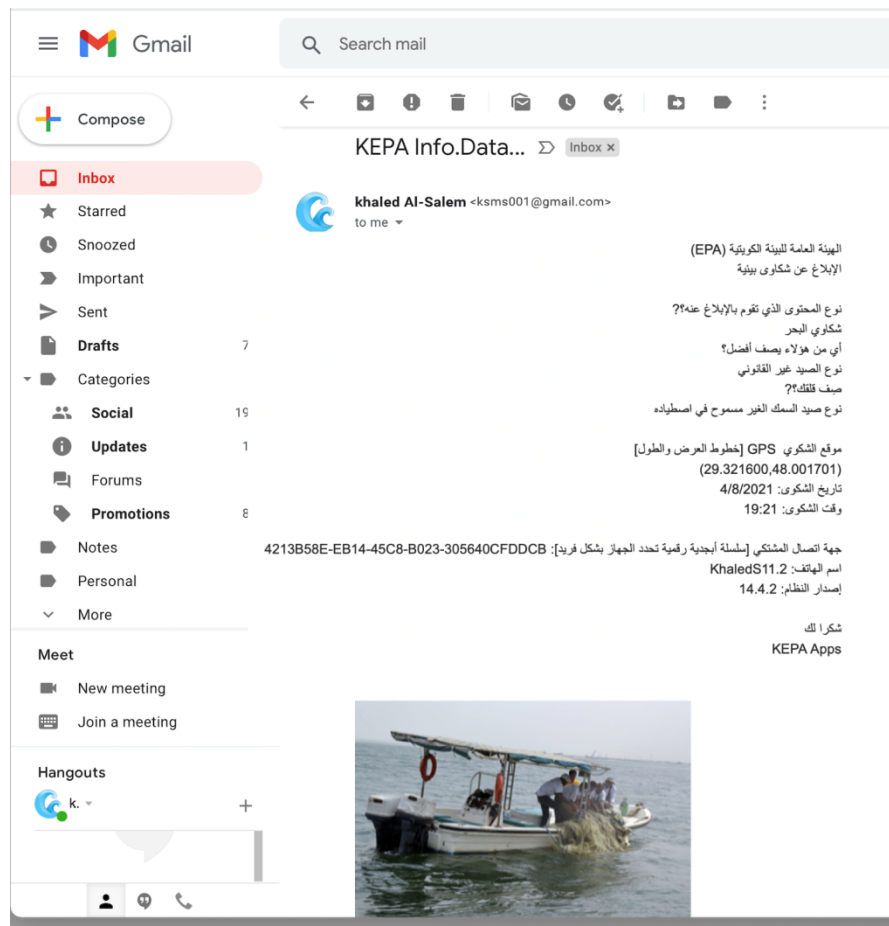 Gmail
Search mail
Compose
KEPA Info.Data...
Inbox ×
Inbox
Starred
Snoozed
Important
Sent
Drafts 7
Categories
Social 19
Updates 1
Forums
Promotions 8
Notes
Personal
More
Meet
New meeting
Join a meeting
Hangouts
k.
khaled Al-Salem <ksms001@gmail.com>
to me
الهيئة العامة للبيئة الكويتية (EPA)
الإبلاغ عن شكاوى بيئية
نوع المحتوى الذي تقوم بالإبلاغ عنه؟?
شكاوي البحر
أي من هؤلاء يصف أفضل؟
نوع الصيد غير القانوني
صِف قلقك؟?
نوع صيد السمك الغير مسموح في اصطياده
موقع الشكوي GPS [خطوط العرض والطول]
(29.321600,48.001701)
تاريخ الشكوى: 4/8/2021
وقت الشكوى: 19:21
جهة اتصال المشتكي [سلسلة أبجدية رقمية تحدد الجهاز بشكل فريد]: 4213B58E-EB14-45C8-B023-305640CFDDCB
اسم الهاتف: KhaledS11.2
إصدار النظام: 14.4.2
شكرا لك
KEPA Apps